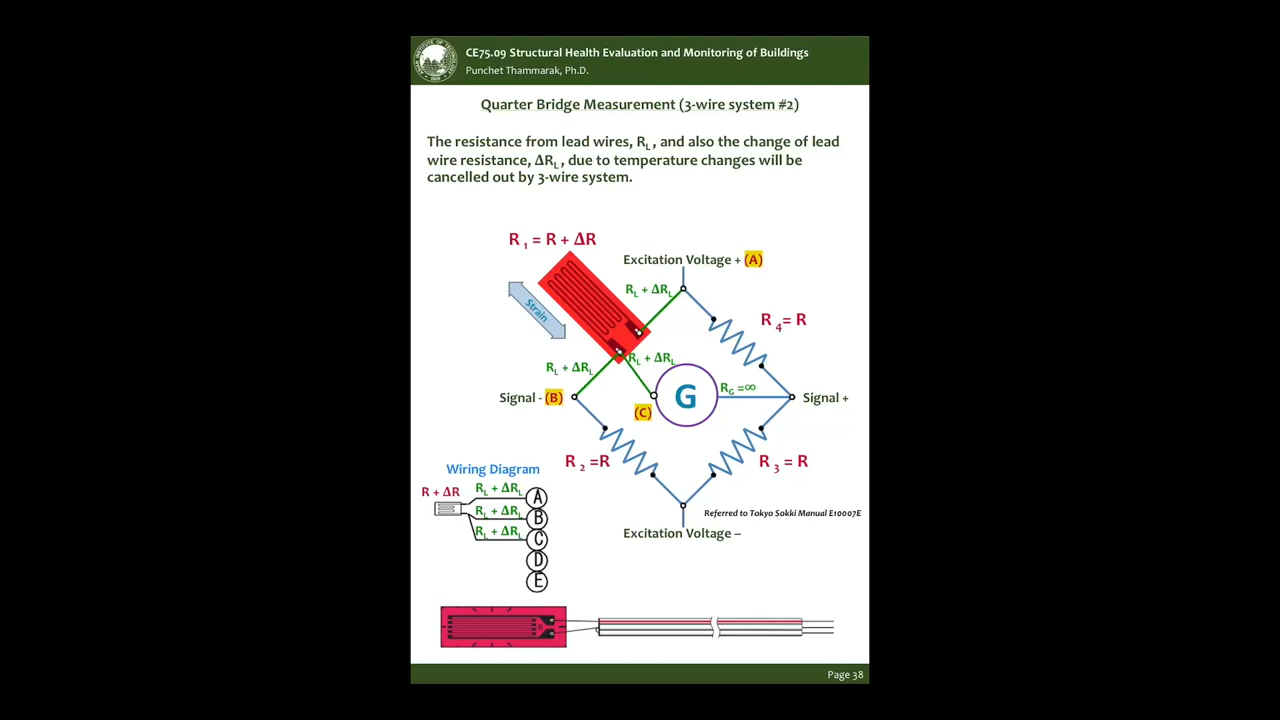 CE75.09 Structural Health Evaluation and Monitoring of Buildings
Punchet Thammarak, Ph.D.
Quarter Bridge Measurement (3-wire system #2)
The resistance from lead wires, RL , and also the change of lead
wire resistance, ΔRL , due to temperature changes will be
cancelled out by 3-wire system.
R 1 = R + ΔR
Excitation Voltage + (A)
RL + ΔRL
Strain
R 4= R
RL + ΔRL
RL + ΔRL
Signal - (B)
(C)
G
RG =∞
Signal +
R 2 =R
R 3 = R
Wiring Diagram
R + ΔR
RL + ΔRL
A
RL + ΔRL
B
RL + ΔRL
C
D
E
Referred to Tokyo Sokki Manual E10007E
Excitation Voltage –
Page 38